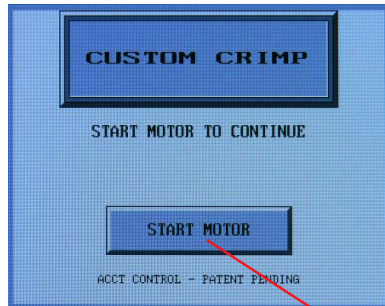 CUSTOM CRIMP
START MOTOR TO CONTINUE
START MOTOR
ACCT CONTROL - PATENT PENDING